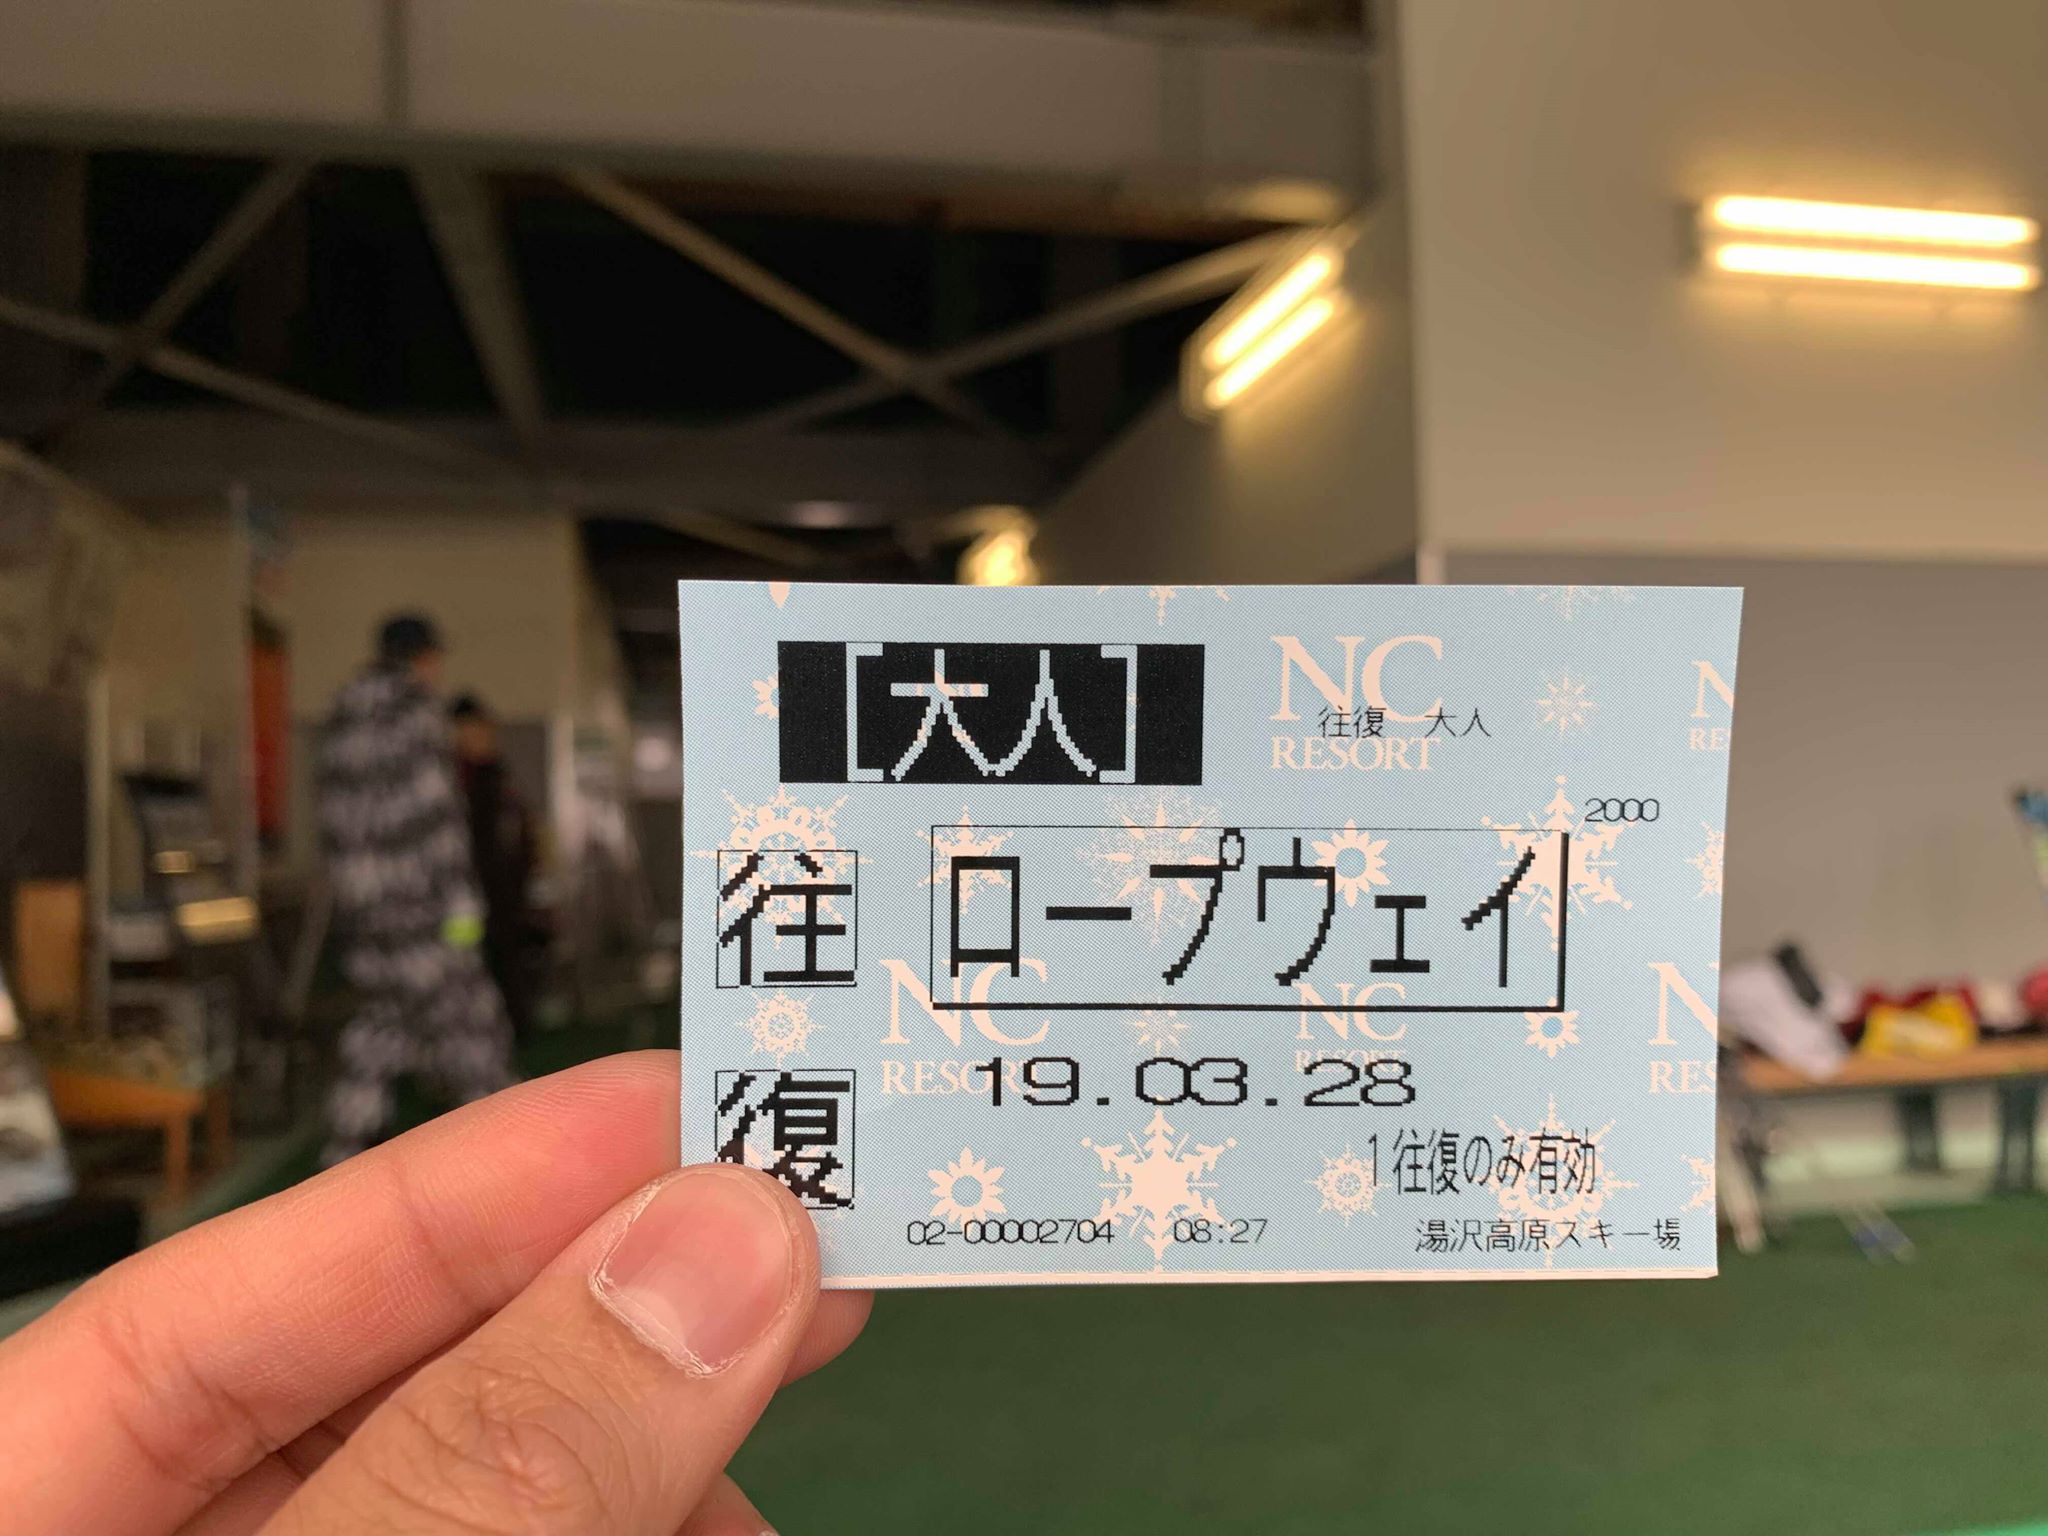 [大人]
NC
RESORT
往復 大人
2000
往復
ロープウェイ
NC
RESORT
NC
RESORT
19.03.28
1往復のみ有効
02-00002704 08:27 湯沢高原スキー場